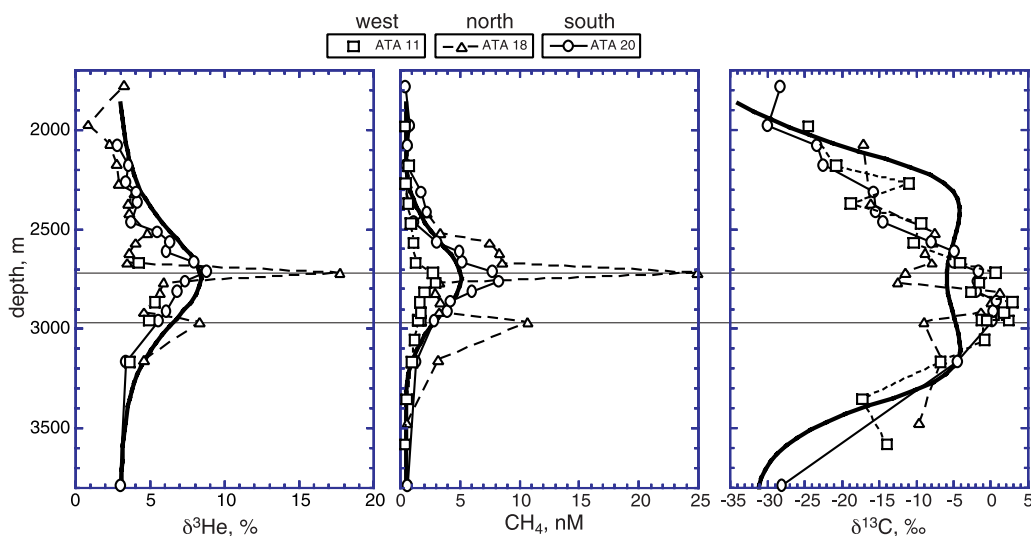 west north south
ATA 11 ATA 18 ATA 20
depth, m
2000
2500
3000
3500
0 5 10 15 20
δ³He, %
0 5 10 15 20 25
CH₄, nM
-35 -30 -25 -20 -15 -10 -5 0 5
δ¹³C, ‰